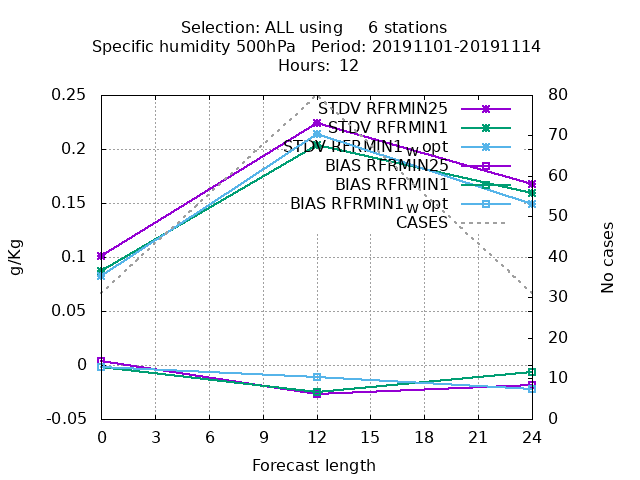 Selection: ALL using 6 stations
Specific humidity 500hPa Period: 20191101-20191114
Hours: 12
0.25
0.2
0.15
0.1
0.05
0
-0.05
g/Kg
STDV RFRMIN25
STDV RFRMIN1
STDV RFRMIN1_W opt
BIAS RFRMIN25
BIAS RFRMIN1
BIAS RFRMIN1_W opt
CASES
80
70
60
50
40
30
20
10
0
No cases
0 3 6 9 12 15 18 21 24
Forecast length